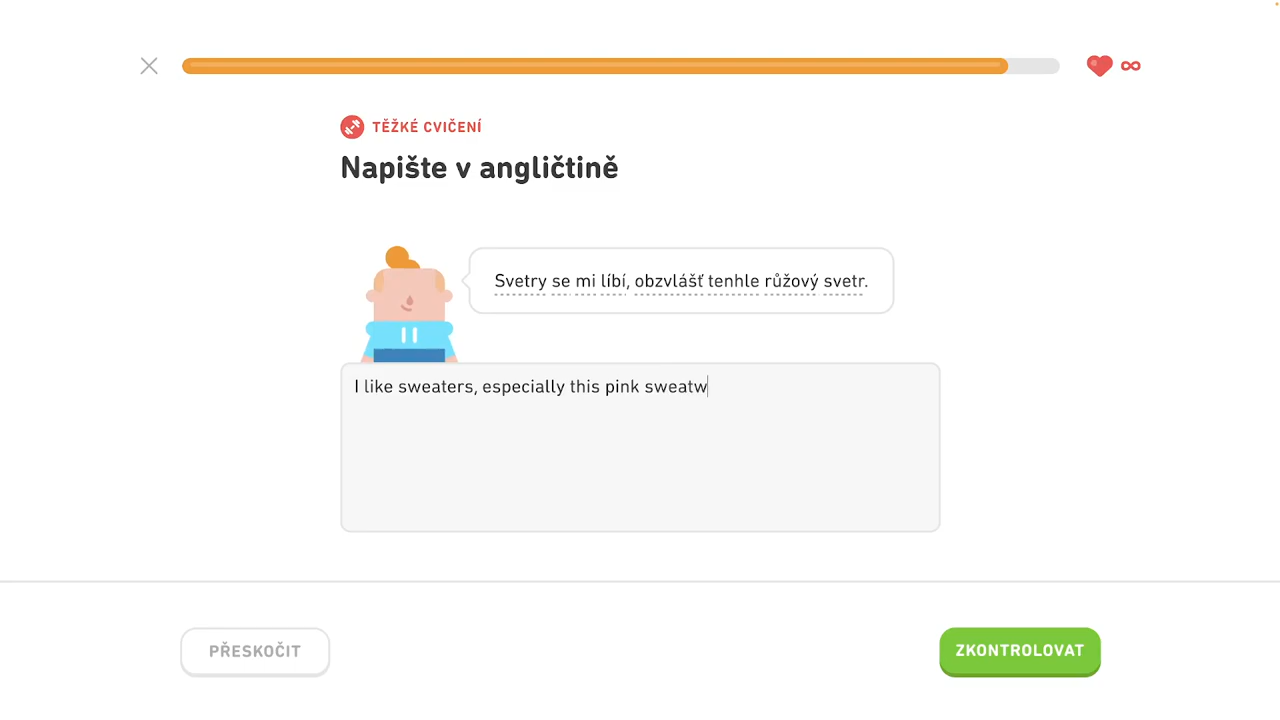 TĚŽKÉ CVIČENÍ
Napište v angličtině
Svetry se mi líbí, obzvlášť tenhle růžový svetr.
I like sweaters, especially this pink sweatw
PŘESKOČIT
ZKONTROLOVAT